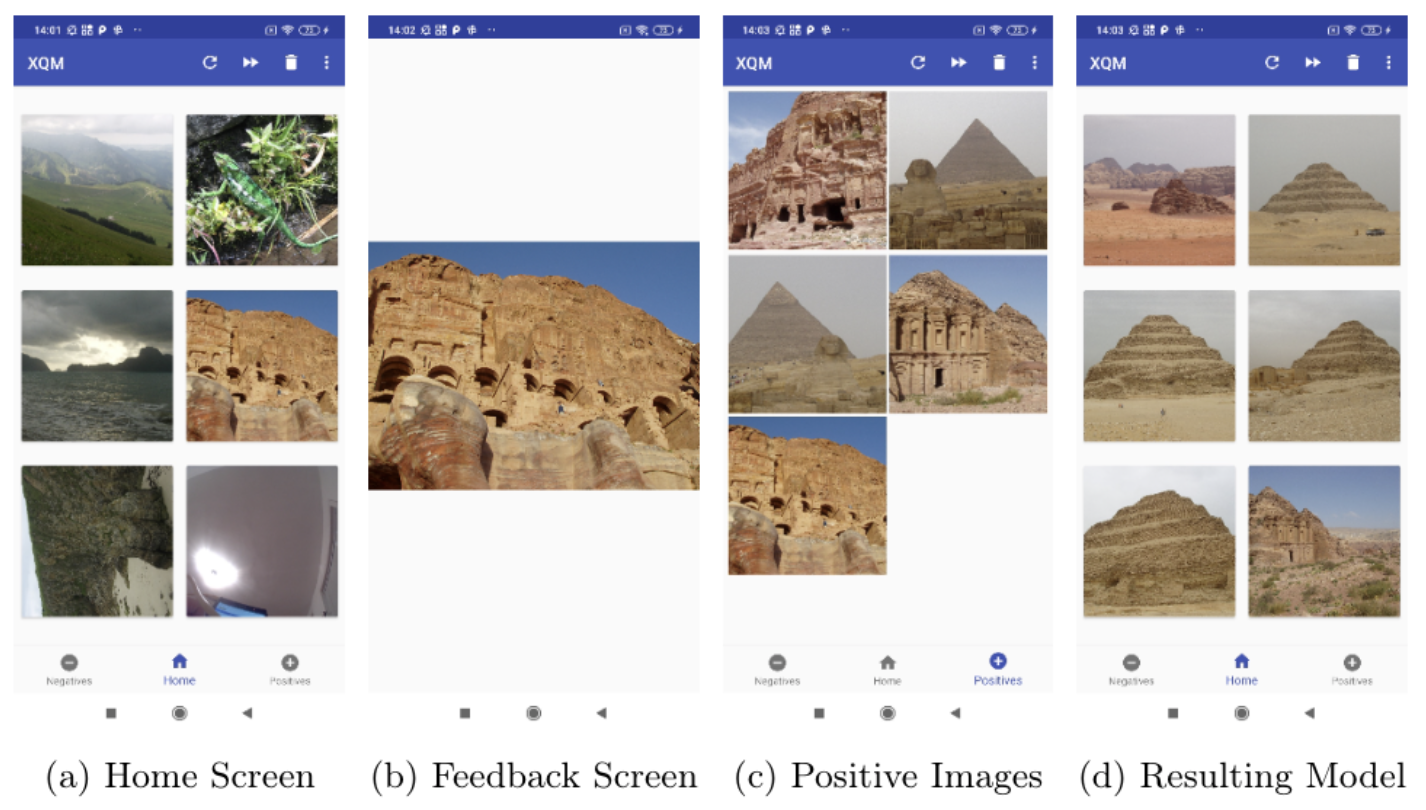 14:01
XQM
Negatives
Home
Positives
(a) Home Screen
14:02
(b) Feedback Screen
14:03
XQM
Negatives
Home
Positives
(c) Positive Images
14:03
XQM
Negatives
Home
Positives
(d) Resulting Model